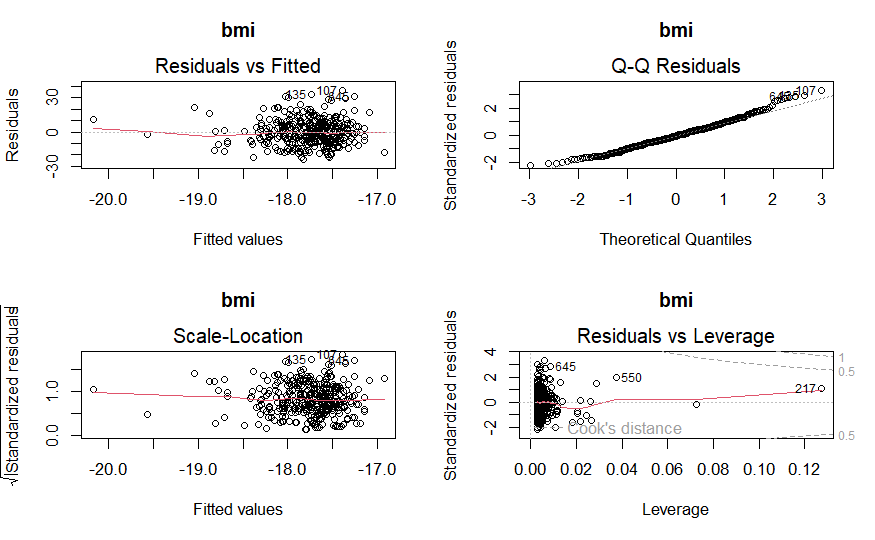 bmi
Residuals vs Fitted
Residuals
-30 0 30
135 107 645
-20.0 -19.0 -18.0 -17.0
Fitted values
bmi
Q-Q Residuals
Standardized residuals
-2 0 2
107
-3 -2 -1 0 1 2 3
Theoretical Quantiles
bmi
Scale-Location
√|Standardized residuals|
0.0 1.0
135 107 645
-20.0 -19.0 -18.0 -17.0
Fitted values
bmi
Residuals vs Leverage
Standardized residuals
-2 0 2 4
645
550
217
1
0.5
0.5
Cook's distance
0.00 0.02 0.04 0.06 0.08 0.10 0.12
Leverage